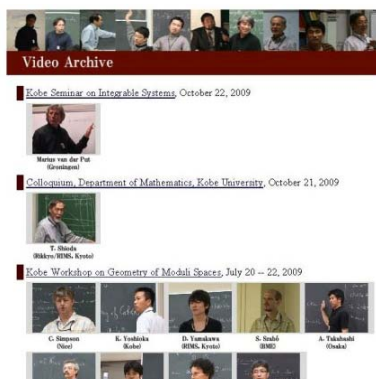 Video Archive
Kobe Seminar on Integrable Systems, October 22, 2009
Marius van der Put
(Groningen)
Colloquium, Department of Mathematics, Kobe University, October 21, 2009
T. Shioda
(Rikkyo/RIMS, Kyoto)
Kobe Workshop on Geometry of Moduli Spaces, July 20 -- 22, 2009
C. Simpson K. Yoshioka D. Yamakawa S. Szabó A. Takahashi
(Nice) (Kobe) (RIMS, Kyoto) (BME) (Osaka)